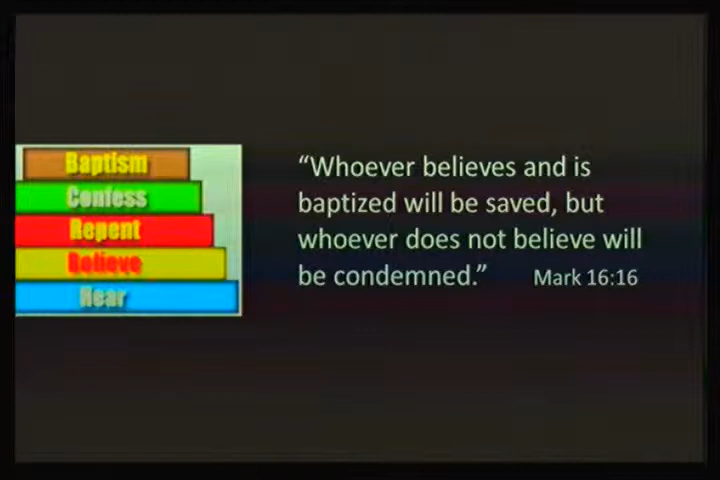 Baptism
Confess
Repent
Believe
Hear
“Whoever believes and is
baptized will be saved, but
whoever does not believe will
be condemned.” Mark 16:16